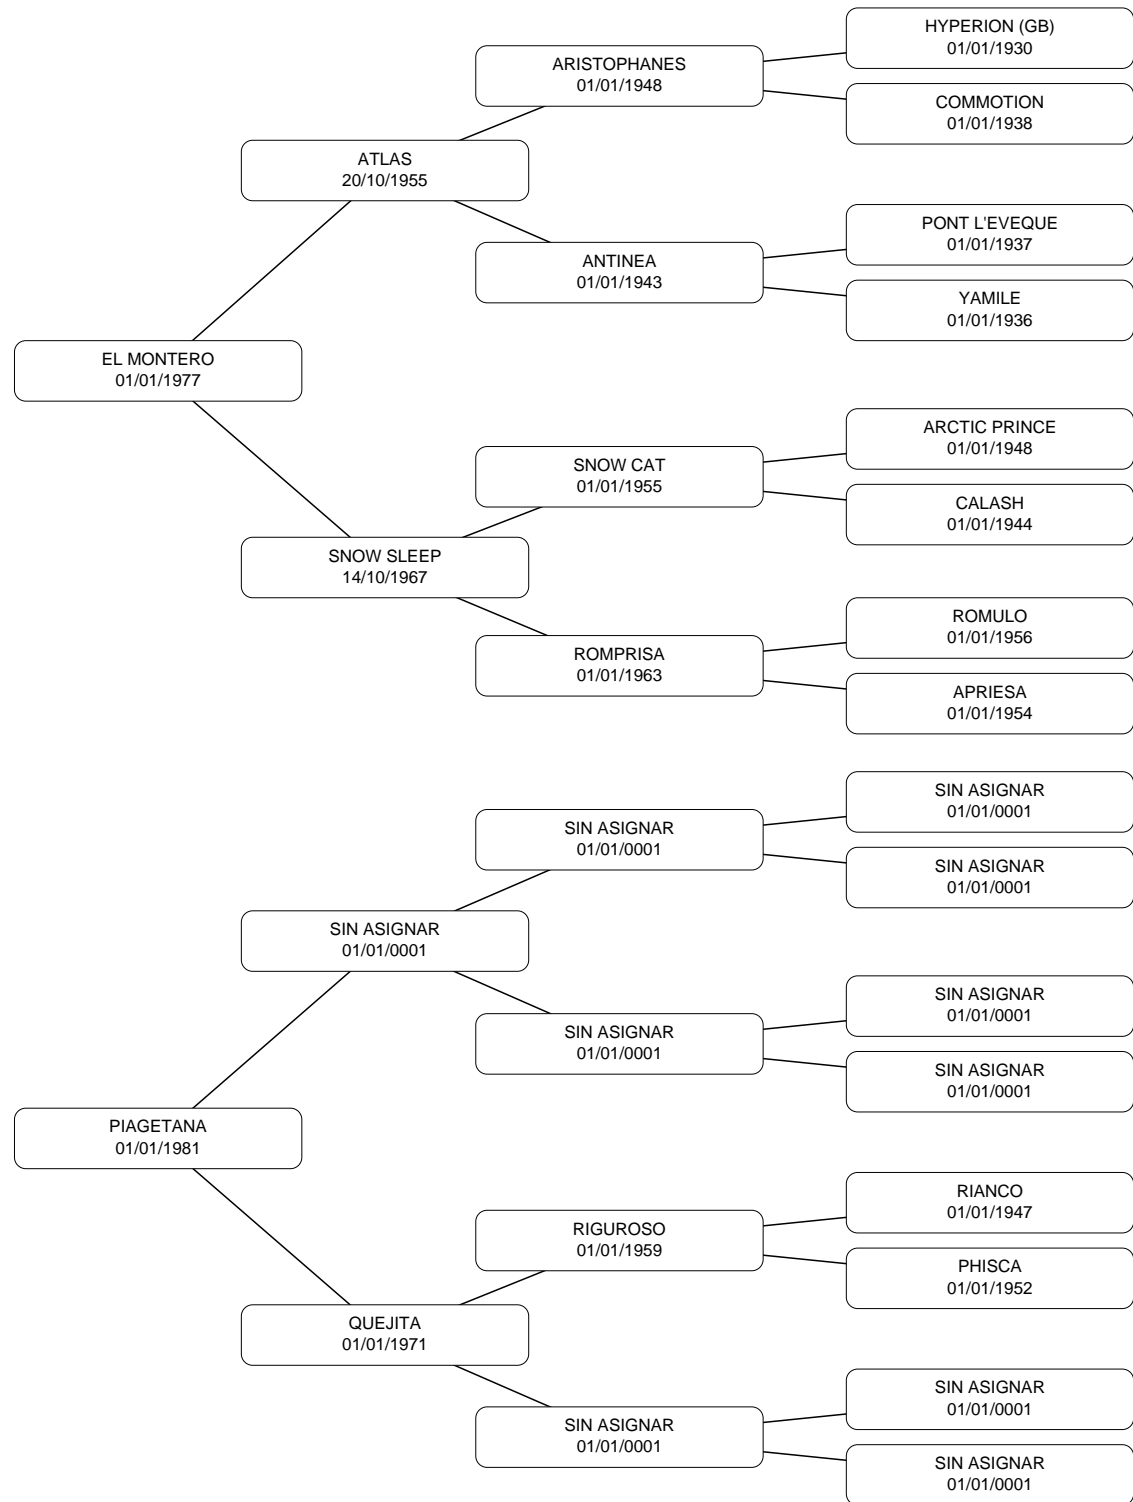 HYPERION (GB)
01/01/1930
ARISTOPHANES
01/01/1948
COMMOTION
01/01/1938
ATLAS
20/10/1955
PONT L'EVEQUE
01/01/1937
ANTINEA
01/01/1943
YAMILE
01/01/1936
EL MONTERO
01/01/1977
ARCTIC PRINCE
01/01/1948
SNOW CAT
01/01/1955
CALASH
01/01/1944
SNOW SLEEP
14/10/1967
ROMULO
01/01/1956
ROMPRISA
01/01/1963
APRIESA
01/01/1954
SIN ASIGNAR
01/01/0001
SIN ASIGNAR
01/01/0001
SIN ASIGNAR
01/01/0001
SIN ASIGNAR
01/01/0001
SIN ASIGNAR
01/01/0001
SIN ASIGNAR
01/01/0001
SIN ASIGNAR
01/01/0001
PIAGETANA
01/01/1981
RIANCO
01/01/1947
RIGUROSO
01/01/1959
PHISCA
01/01/1952
QUEJITA
01/01/1971
SIN ASIGNAR
01/01/0001
SIN ASIGNAR
01/01/0001
SIN ASIGNAR
01/01/0001